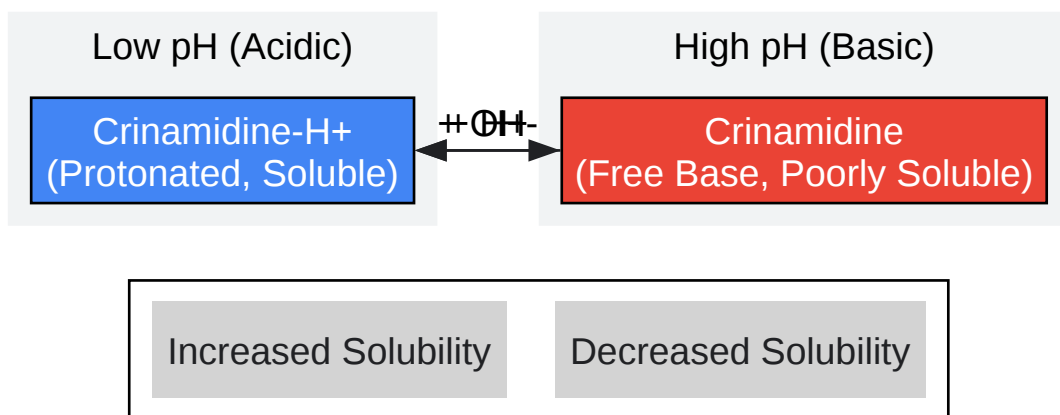 Low pH (Acidic)
High pH (Basic)
Crinamidine-H+
(Protonated, Soluble)
Crinamidine
(Free Base, Poorly Soluble)
Increased Solubility
Decreased Solubility